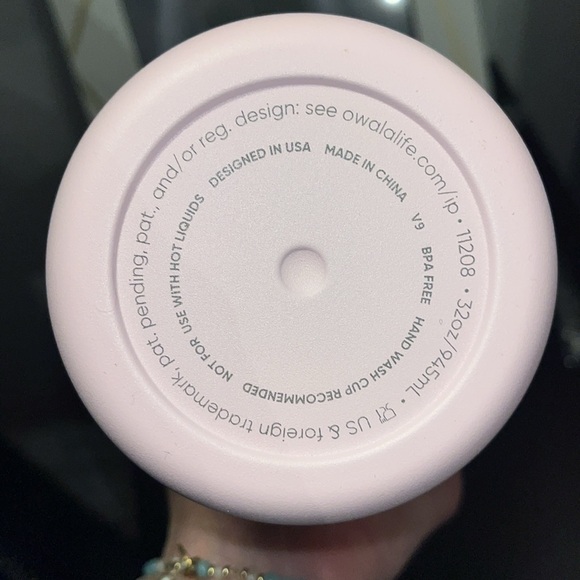 US & foreign trademark, pat. pending, pat., and/or reg. design: see owalalife.com/ip • 11208 • 32oz/945mL •
NOT FOR USE WITH HOT LIQUIDS DESIGNED IN USA MADE IN CHINA V9 BPA FREE HAND WASH CUP RECOMMENDED